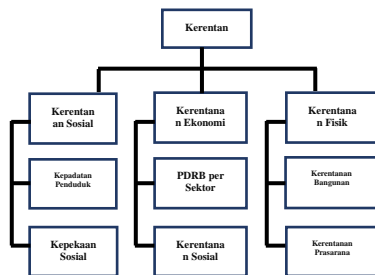 Kerentan
Kerentan
an Sosial
Kerentana
n Ekonomi
Kerentana
n Fisik
Kepadatan
Penduduk
PDRB per
Sektor
Kerentanan
Bangunan
Kepekaan
Sosial
Kerentana
n Sosial
Kerentanan
Prasarana